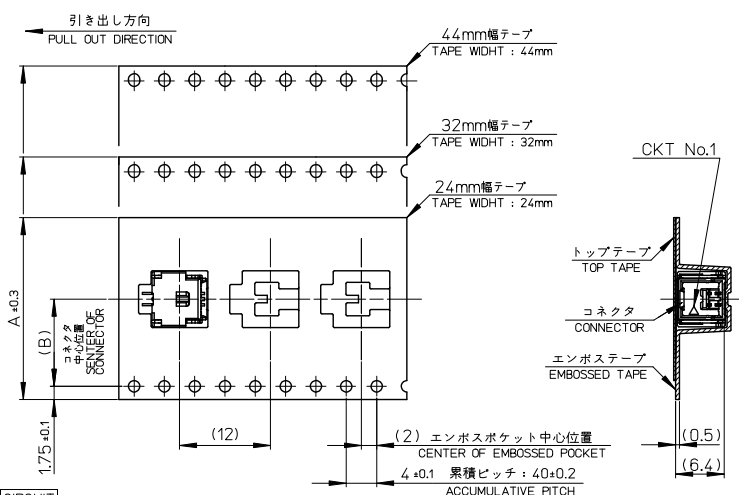 引き出し方向
PULL OUT DIRECTION
44mm幅テープ
TAPE WIDHT : 44mm
32mm幅テープ
TAPE WIDHT : 32mm
24mm幅テープ
TAPE WIDHT : 24mm
CKT No.1
トップテープ
TOP TAPE
コネクタ
CONNECTOR
エンボステープ
EMBOSSED TAPE
A ±0.3
(B)
コネクタ
中心位置
SENTER OF
CONNECTOR
1.75 ±0.1
(12)
(2) エンボスポケット中心位置
CENTER OF EMBOSSED POCKET
4 ±0.1 累積ピッチ : 40±0.2
ACCUMULATIVE PITCH
(0.5)
(6.4)